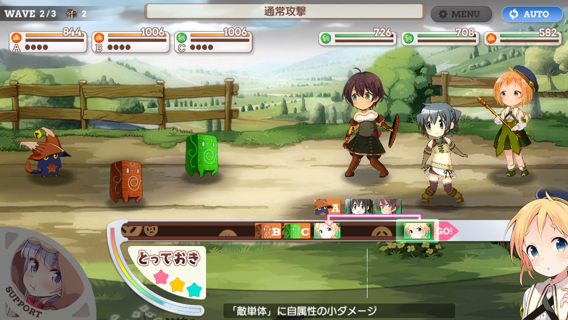 WAVE 2/3 2
通常攻撃
MENU
AUTO
844
1006
1006
726
708
582
A
B
C
A
B
C
GO!
とっておき
SUPPORT
「敵単体」に自属性の小ダメージ